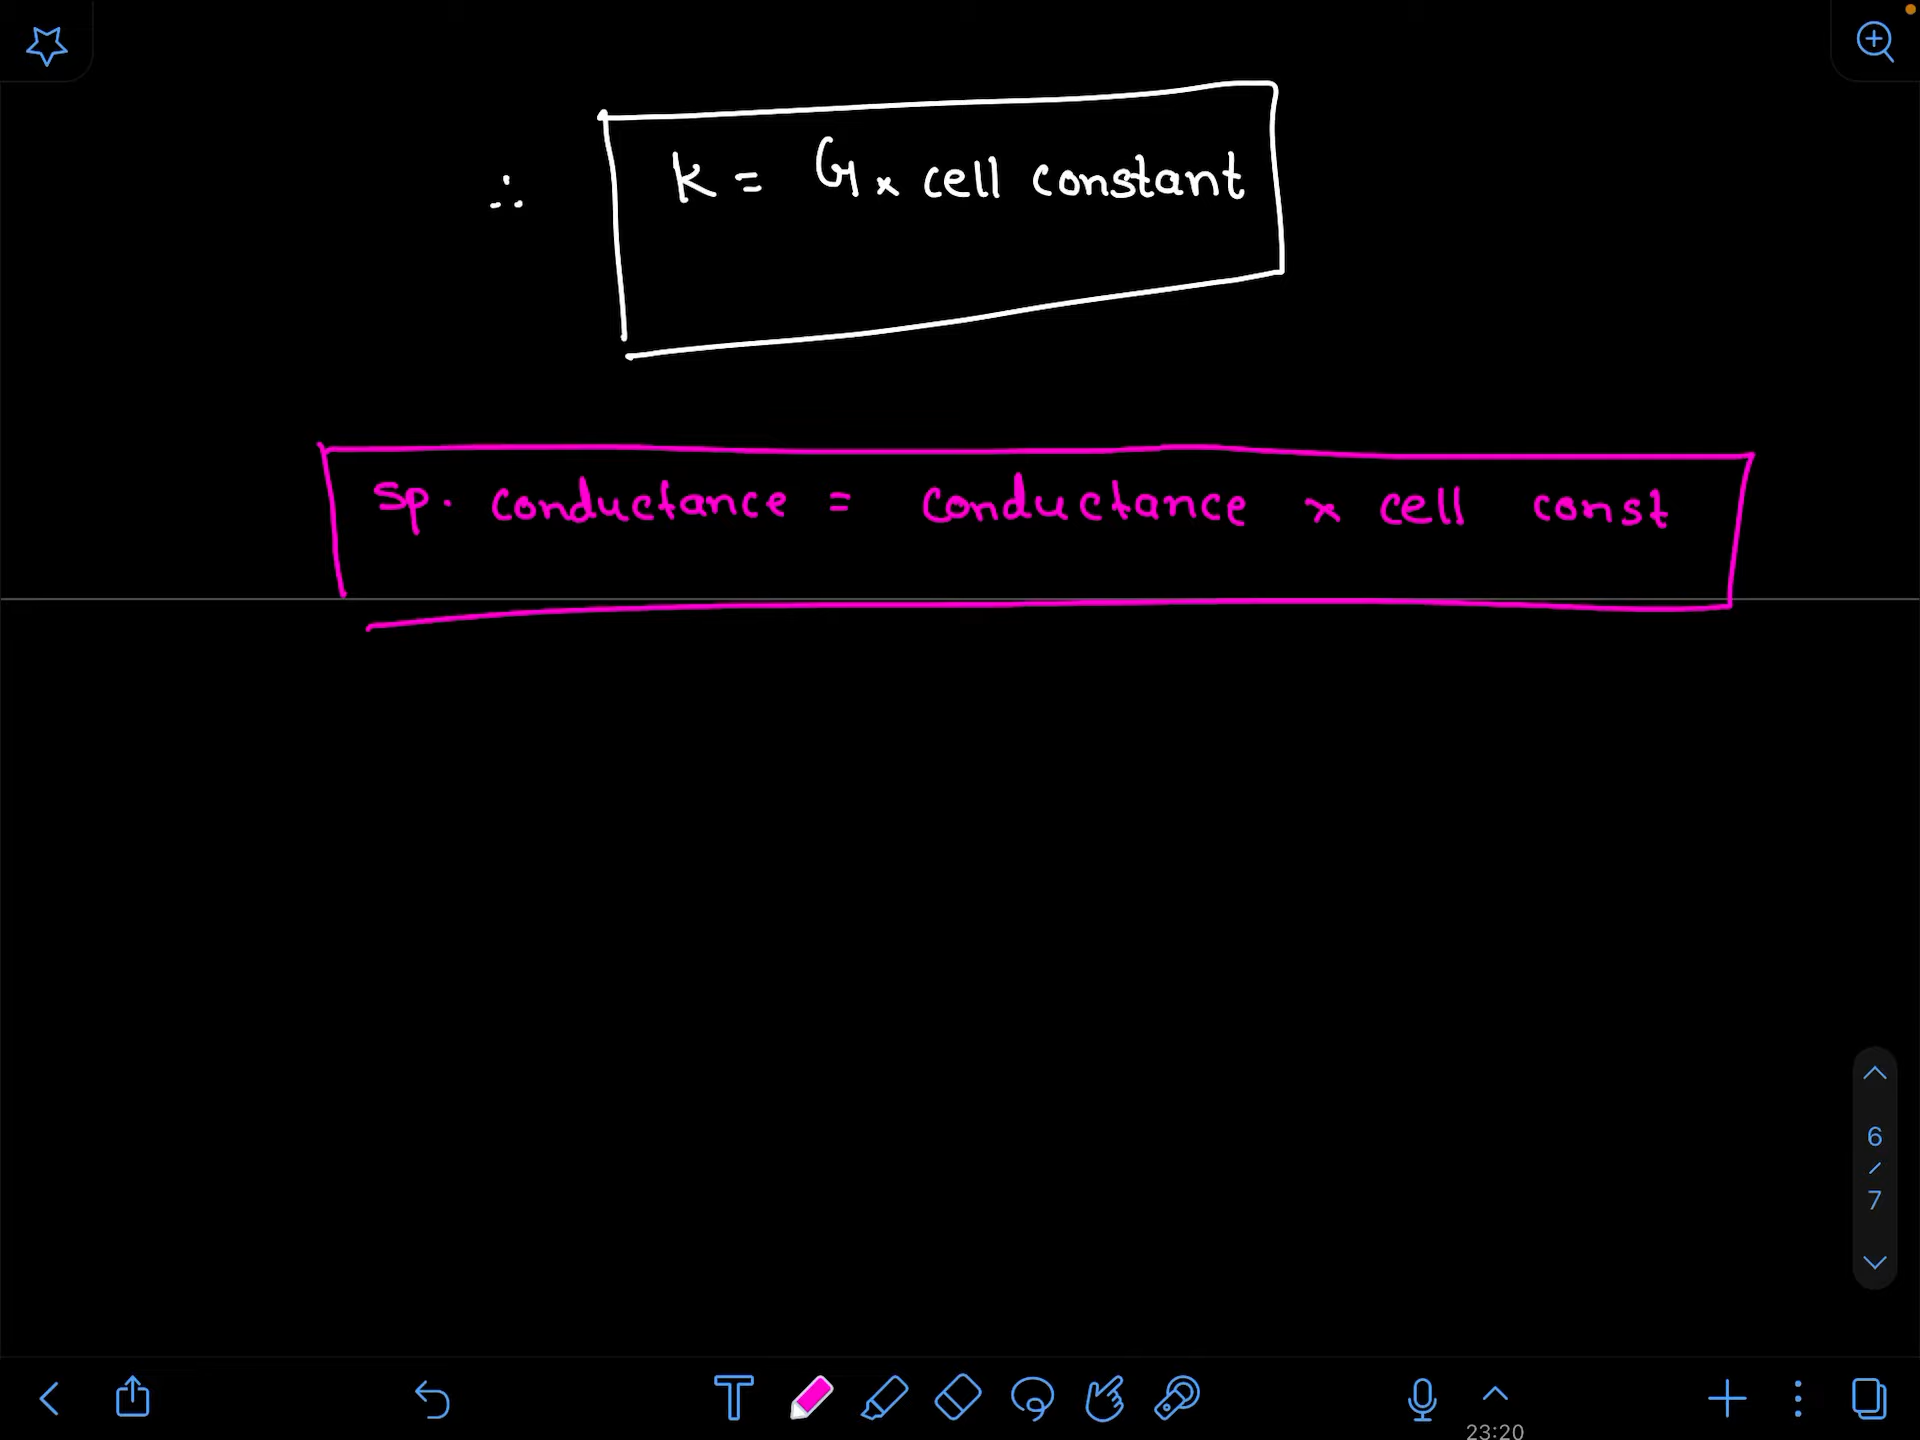 ∴ K = G × cell constant
Sp. conductance = conductance × cell const
6
/
7
T
23:20